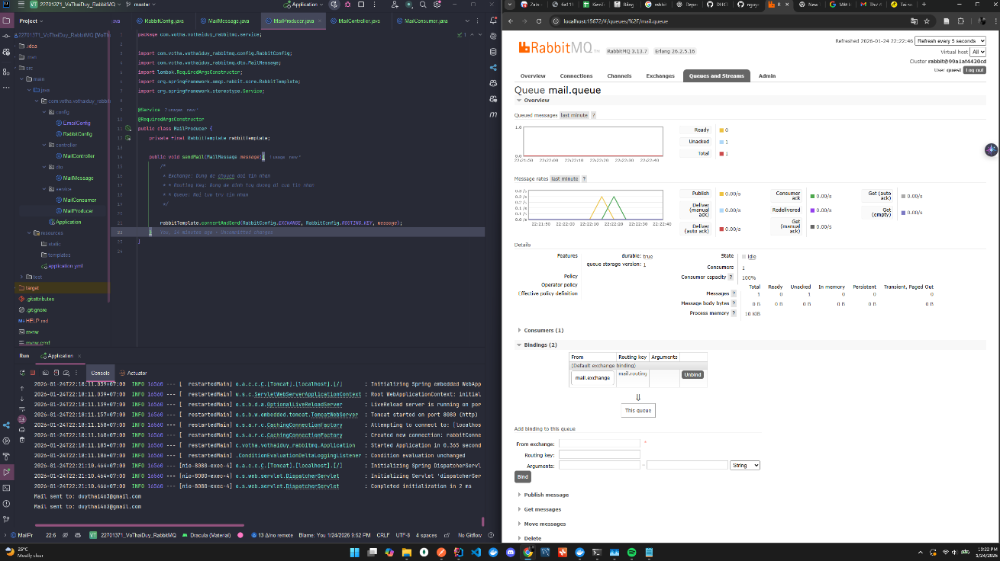 22701371_VoThaiDuy_RabbitMQ
master
Application
Project
ava
RabbitConfig.java
MailMessage.java
MailProducer.java
MailController.java
MailConsumer.java
22701371_VoThaiDuy_RabbitMQ
.idea
.mvn
src
main
java
com.votha.vothaiduy_rabbit
config
EmailConfig
RabbitConfig
controller
MailController
dto
MailMessage
service
MailConsumer
MailProducer
Application
resources
static
templates
application.yml
test
target
.gitattributes
.gitignore
HELP.md
mvnw
mvnw.cmd
package com.votha.vothaiduy_rabbitmq.service;
import com.votha.vothaiduy_rabbitmq.config.RabbitConfig;
import com.votha.vothaiduy_rabbitmq.dto.MailMessage;
import lombok.RequiredArgsConstructor;
import org.springframework.amqp.rabbit.core.RabbitTemplate;
import org.springframework.stereotype.Service;
@Service 2 usages new *
@RequiredArgsConstructor
public class MailProducer {
private final RabbitTemplate rabbitTemplate;
public void sendMail(MailMessage message){ 1 usage new *
/*
* Exchange: Dung de chuyen doi tin nhan
* * Routing Key: Dung de dinh tuy duong di cua tin nhan
* * Queue: Noi luu tru tin nhan
*/
rabbitTemplate.convertAndSend(RabbitConfig.EXCHANGE, RabbitConfig.ROUTING_KEY, message);
} You, 14 minutes ago • Uncommitted changes
}
Run
Application
Console
Actuator
2026-01-24T22:18:11.039+07:00 INFO 16560 --- [ restartedMain] o.a.c.c.C.[Tomcat].[localhost].[/] : Initializing Spring embedded WebApp
2026-01-24T22:18:11.039+07:00 INFO 16560 --- [ restartedMain] w.s.c.ServletWebServerApplicationContext : Root WebApplicationContext: initial
2026-01-24T22:18:11.139+07:00 INFO 16560 --- [ restartedMain] o.s.b.d.a.OptionalLiveReloadServer : LiveReload server is running on por
2026-01-24T22:18:11.157+07:00 INFO 16560 --- [ restartedMain] o.s.b.w.embedded.tomcat.TomcatWebServer : Tomcat started on port 8080 (http)
2026-01-24T22:18:11.158+07:00 INFO 16560 --- [ restartedMain] o.s.a.r.c.CachingConnectionFactory : Attempting to connect to: [localhos
2026-01-24T22:18:11.168+07:00 INFO 16560 --- [ restartedMain] o.s.a.r.c.CachingConnectionFactory : Created new connection: rabbitConne
2026-01-24T22:18:11.185+07:00 INFO 16560 --- [ restartedMain] c.votha.vothaiduy_rabbitmq.Application : Started Application in 0.365 second
2026-01-24T22:18:11.186+07:00 INFO 16560 --- [ restartedMain] .ConditionEvaluationDeltaLoggingListener : Condition evaluation unchanged
2026-01-24T22:21:10.464+07:00 INFO 16560 --- [nio-8080-exec-4] o.a.c.c.C.[Tomcat].[localhost].[/] : Initializing Spring DispatcherServl
2026-01-24T22:21:10.464+07:00 INFO 16560 --- [nio-8080-exec-4] o.s.web.servlet.DispatcherServlet : Initializing Servlet 'dispatcherSer
2026-01-24T22:21:10.466+07:00 INFO 16560 --- [nio-8080-exec-4] o.s.web.servlet.DispatcherServlet : Completed initialization in 2 ms
Mail sent to: duythai463@gmail.com
Mail sent to: duythai463@gmail.com
MailPr 22:6 22701371_VoThaiDuy_RabbitMQ Dracula (Material) 13 Δ/no remote Blame: You 1/24/2026 9:52 PM CRLF UTF-8 4 spaces No Gitflow
localhost:15672/#/queues/%2F/mail.queue
Refreshed 2026-01-24 22:22:46 Refresh every 5 seconds
Virtual host All
Cluster rabbit@99a1af4420cd
User guest Log out
RabbitMQ TM RabbitMQ 3.13.7 Erlang 26.2.5.16
Overview Connections Channels Exchanges Queues and Streams Admin
Queue mail.queue
Overview
Queued messages last minute ?
1.0
0.0
22:21:50 22:22:00 22:22:10 22:22:20 22:22:30 22:22:40
Ready 0
Unacked 1
Total 1
Message rates last minute ?
0.3 /s
0.2 /s
0.2 /s
0.1 /s
0.1 /s
0.0 /s
22:21:50 22:22:00 22:22:10 22:22:20 22:22:30 22:22:40
Publish 0.00/s
Deliver (manual ack) 0.00/s
Deliver (auto ack) 0.00/s
Consumer ack 0.00/s
Redelivered 0.00/s
Get (manual ack) 0.00/s
Get (auto ack) 0.00/s
Get (empty) 0.00/s
Details
Features durable: true
queue storage version: 1
Policy
Operator policy
Effective policy definition
State idle
Consumers 1
Consumer capacity ? 100%
Total Ready Unacked In memory Persistent Transient, Paged Out
Messages ? 1 0 1 0 0 0
Message body bytes ? 0 B 0 B 0 B 0 B 0 B 0 B
Process memory ? 10 KiB
Consumers (1)
Bindings (2)
From Routing key Arguments
(Default exchange binding)
mail.exchange mail.routing Unbind
⇓
This queue
Add binding to this queue
From exchange: *
Routing key:
Arguments: = String
Bind
Publish message
Get messages
Move messages
Delete
25°C
Mostly clear
10:22 PM
1/24/2026